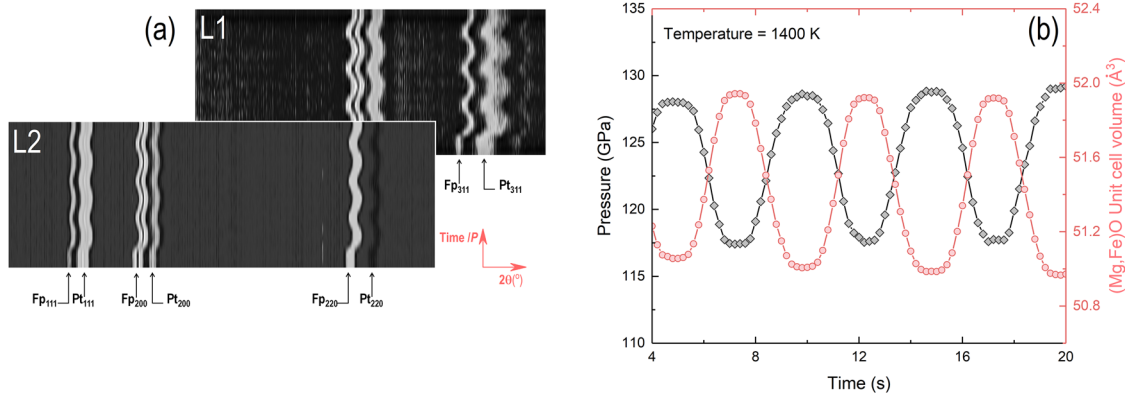 (a)
L1
L2
Fp311
Pt311
Time /P
2θ(°)
Fp111
Pt111
Fp200
Pt200
Fp220
Pt220
(b)
Temperature = 1400 K
Pressure (GPa)
135
130
125
120
115
110
(Mg,Fe)O Unit cell volume (Å³)
52.4
52.0
51.6
51.2
50.8
4
8
12
16
20
Time (s)